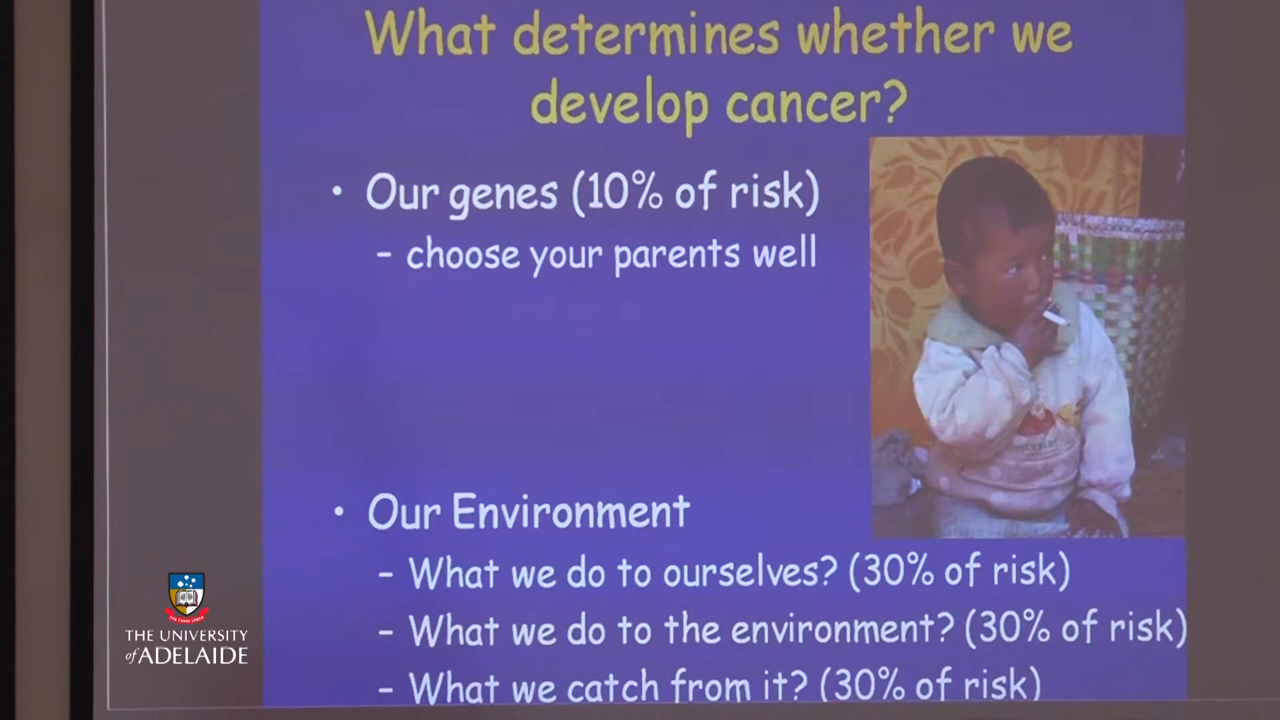 What determines whether we
develop cancer?
• Our genes (10% of risk)
– choose your parents well
• Our Environment
– What we do to ourselves? (30% of risk)
– What we do to the environment? (30% of risk)
– What we catch from it? (30% of risk)
THE UNIVERSITY
of ADELAIDE